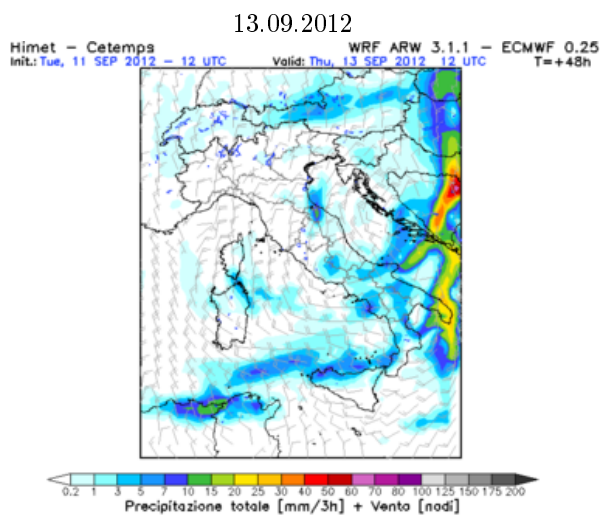 13.09.2012
Himet – Cetemps WRF ARW 3.1.1 – ECMWF 0.25
Init.: Tue, 11 SEP 2012 – 12 UTC Valid: Thu, 13 SEP 2012 12 UTC T=+48h
0.2 1 3 5 7 10 15 20 25 30 40 50 60 70 80 90 100 125 150 175 200
Precipitazione totale [mm/3h] + Vento [nodi]